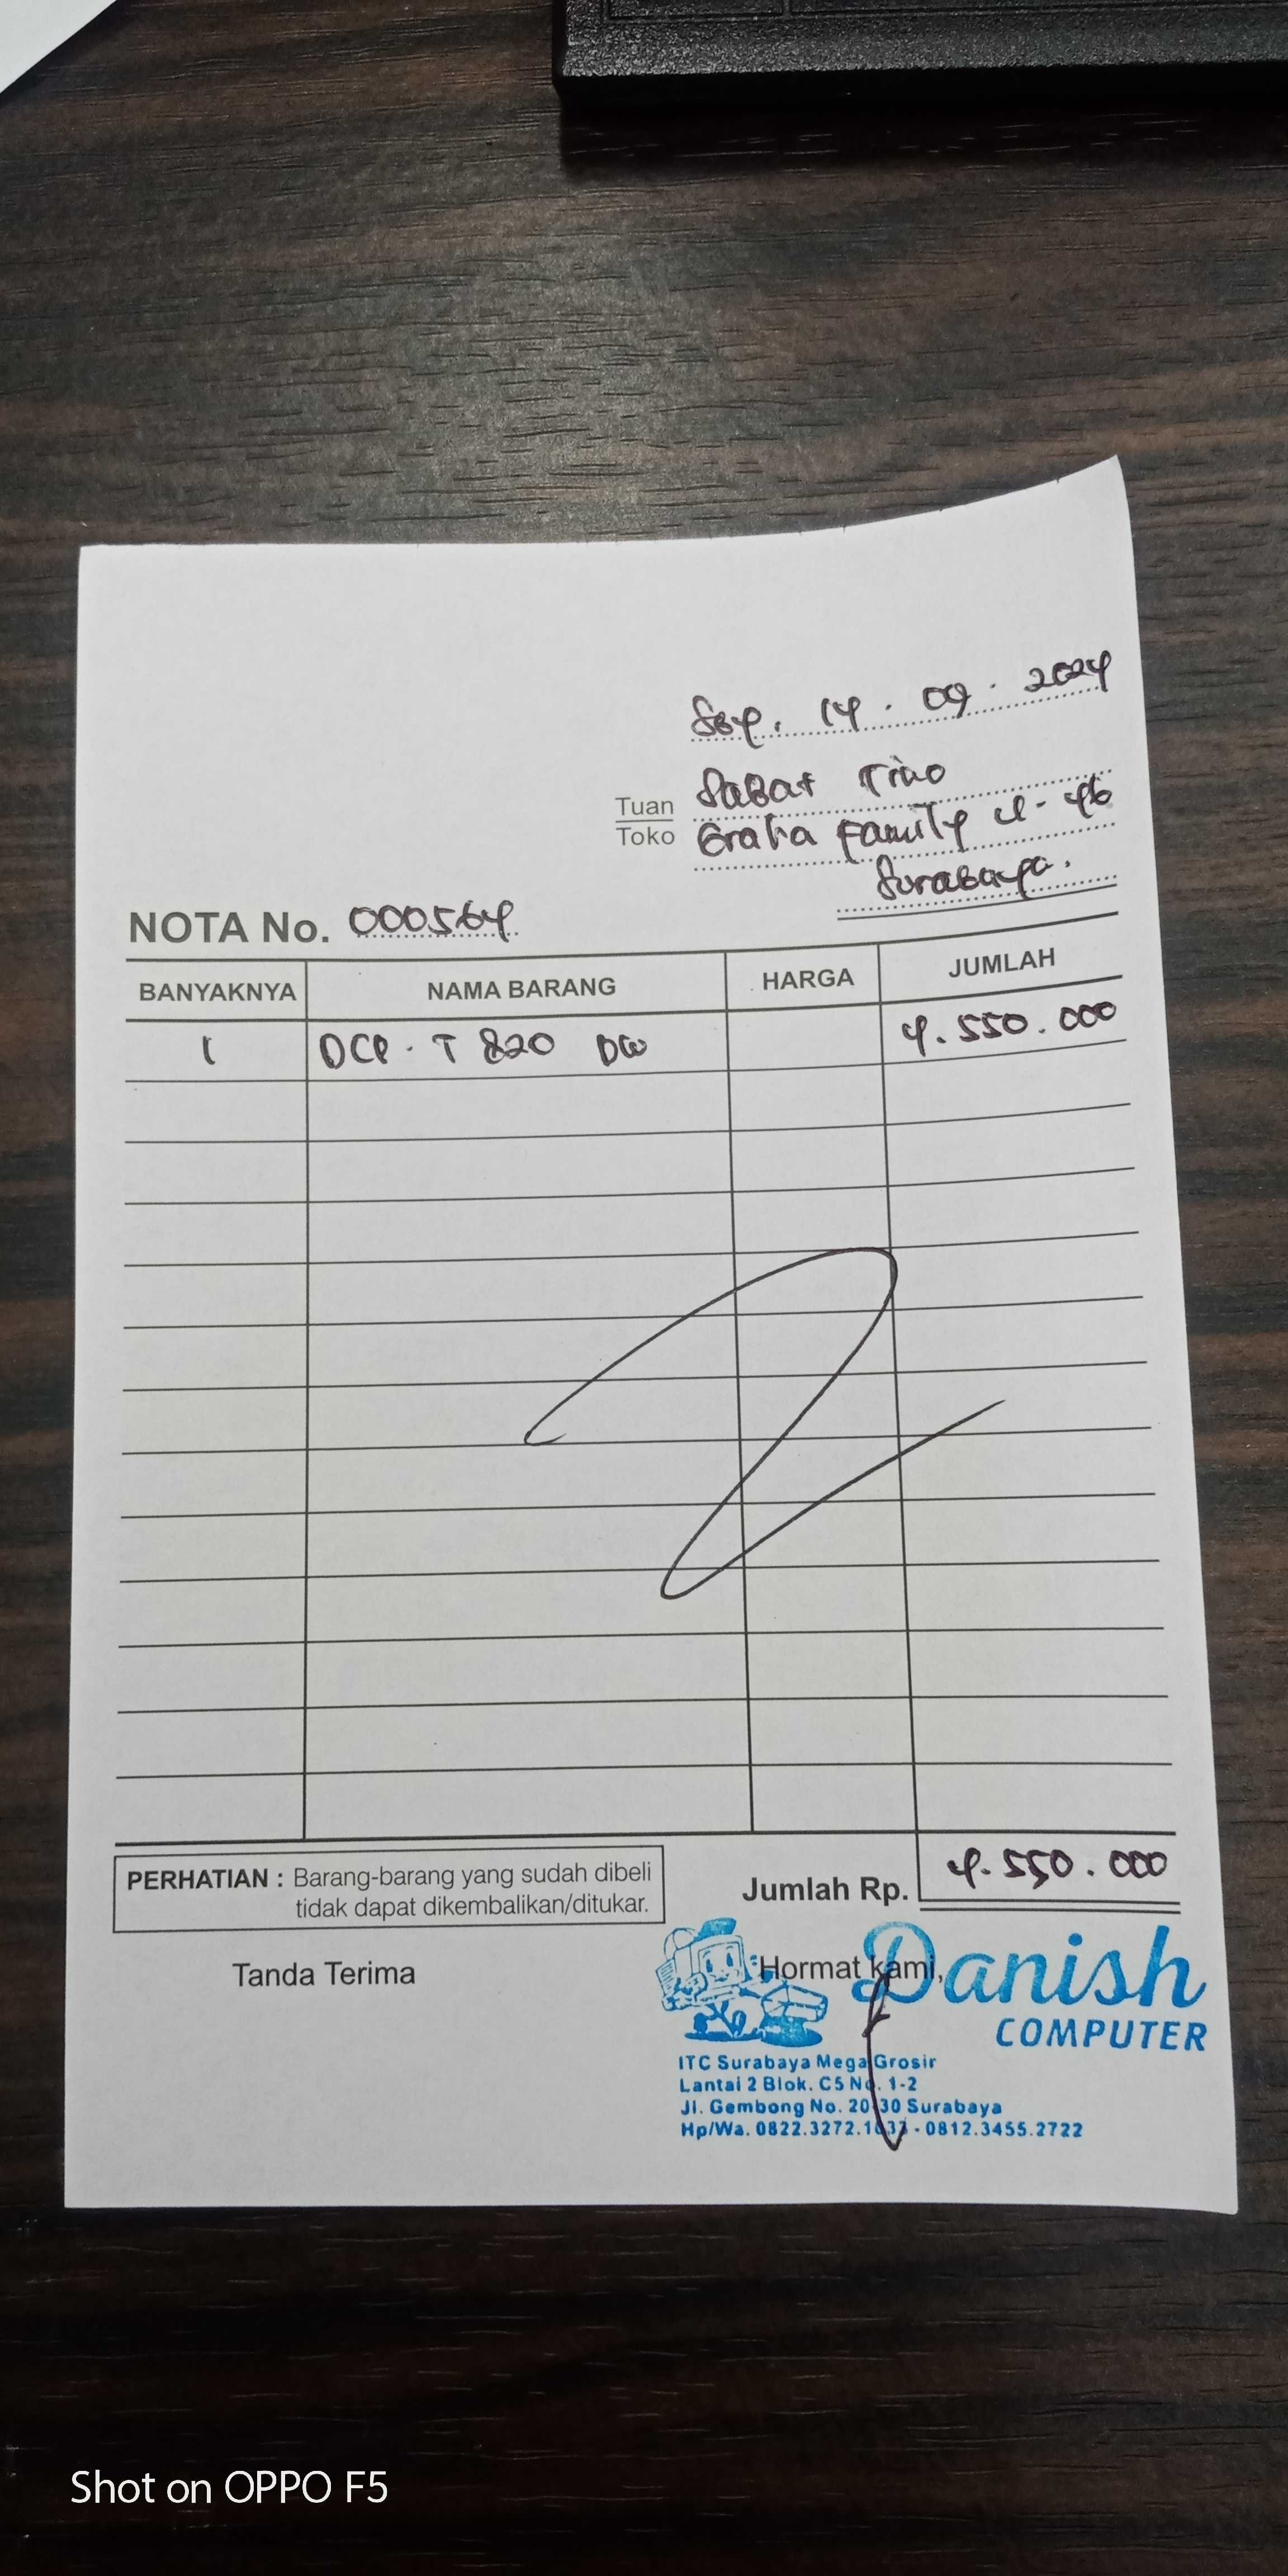 Sby. 14 . 09 . 2024
Tuan
Toko
Sabar Tino
Graha Family U - 46
Surabaya.
NOTA No. 000564
BANYAKNYA NAMA BARANG HARGA JUMLAH
1 DCP . T 820 DW 4.550.000
PERHATIAN : Barang-barang yang sudah dibeli
tidak dapat dikembalikan/ditukar.
Jumlah Rp. 4.550.000
Tanda Terima
Hormat kami,
Danish
COMPUTER
ITC Surabaya Mega Grosir
Lantai 2 Blok. C5 No. 1-2
Jl. Gembong No. 20-30 Surabaya
Hp/Wa. - 0812.3455.2722
Shot on OPPO F5